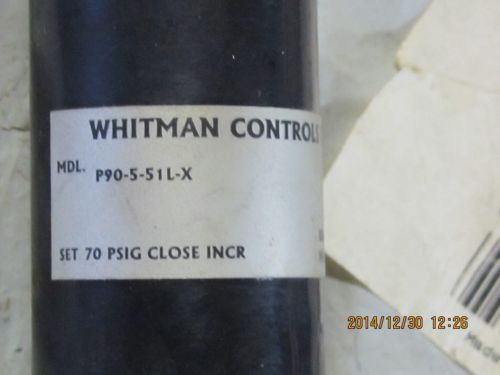 WHITMAN CONTROLS
MDL. P90-5-51L-X
SET 70 PSIG CLOSE INCR
2014/12/30 12:26